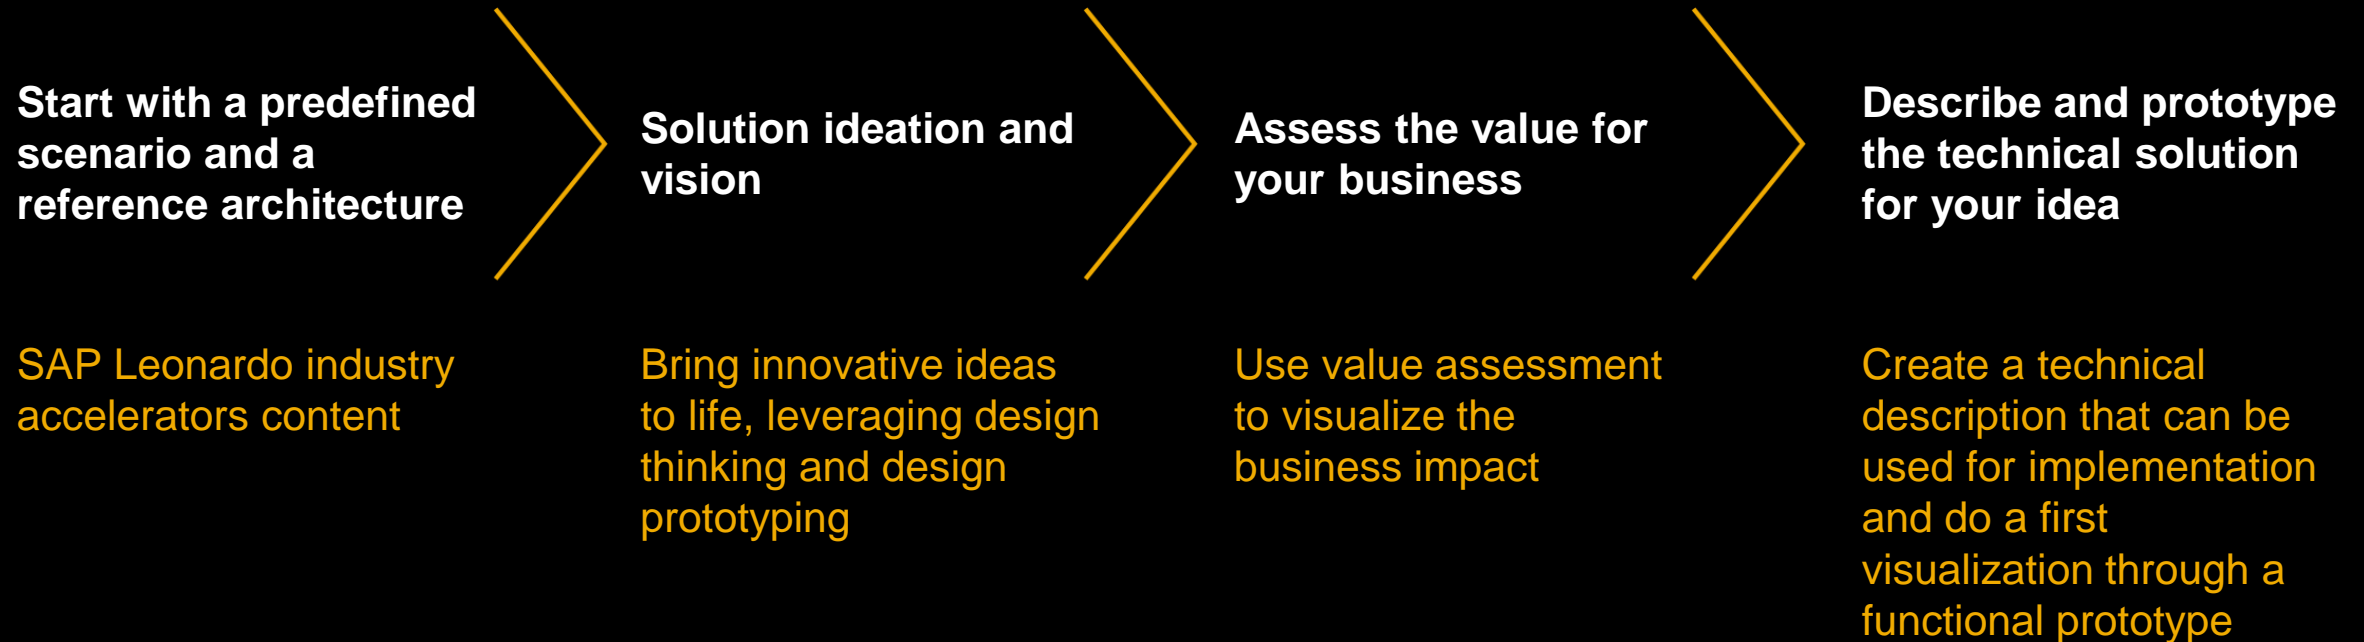 Start with a predefined
scenario and a
reference architecture
Solution ideation and
vision
Assess the value for
your business
Describe and prototype
the technical solution
for your idea
SAP Leonardo industry
accelerators content
Bring innovative ideas
to life, leveraging design
thinking and design
prototyping
Use value assessment
to visualize the
business impact
Create a technical
description that can be
used for implementation
and do a first
visualization through a
functional prototype